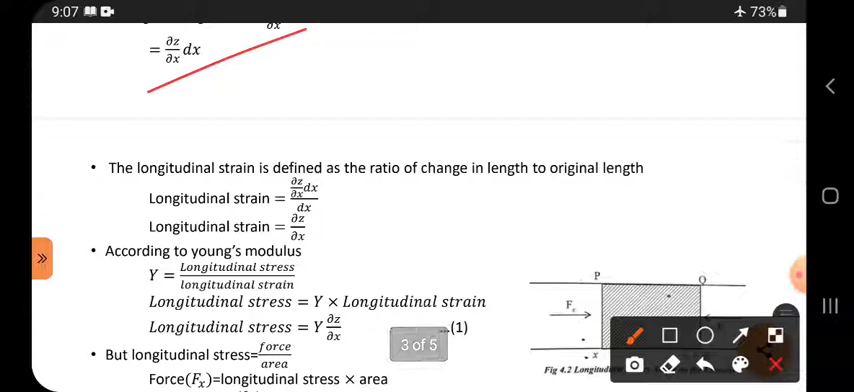 9:07 73%
∂x
= ∂z/∂x dx
• The longitudinal strain is defined as the ratio of change in length to original length
Longitudinal strain = (∂z/∂x dx)/dx
Longitudinal strain = ∂z/∂x
• According to young's modulus
Y = Longitudinal stress/longitudinal strain
Longitudinal stress = Y × Longitudinal strain
Longitudinal stress = Y ∂z/∂x (1)
• But longitudinal stress=force/area
Force(Fₓ)=longitudinal stress × area
3 of 5
P Q
Fₓ
x
Fig 4.2 Longitudi